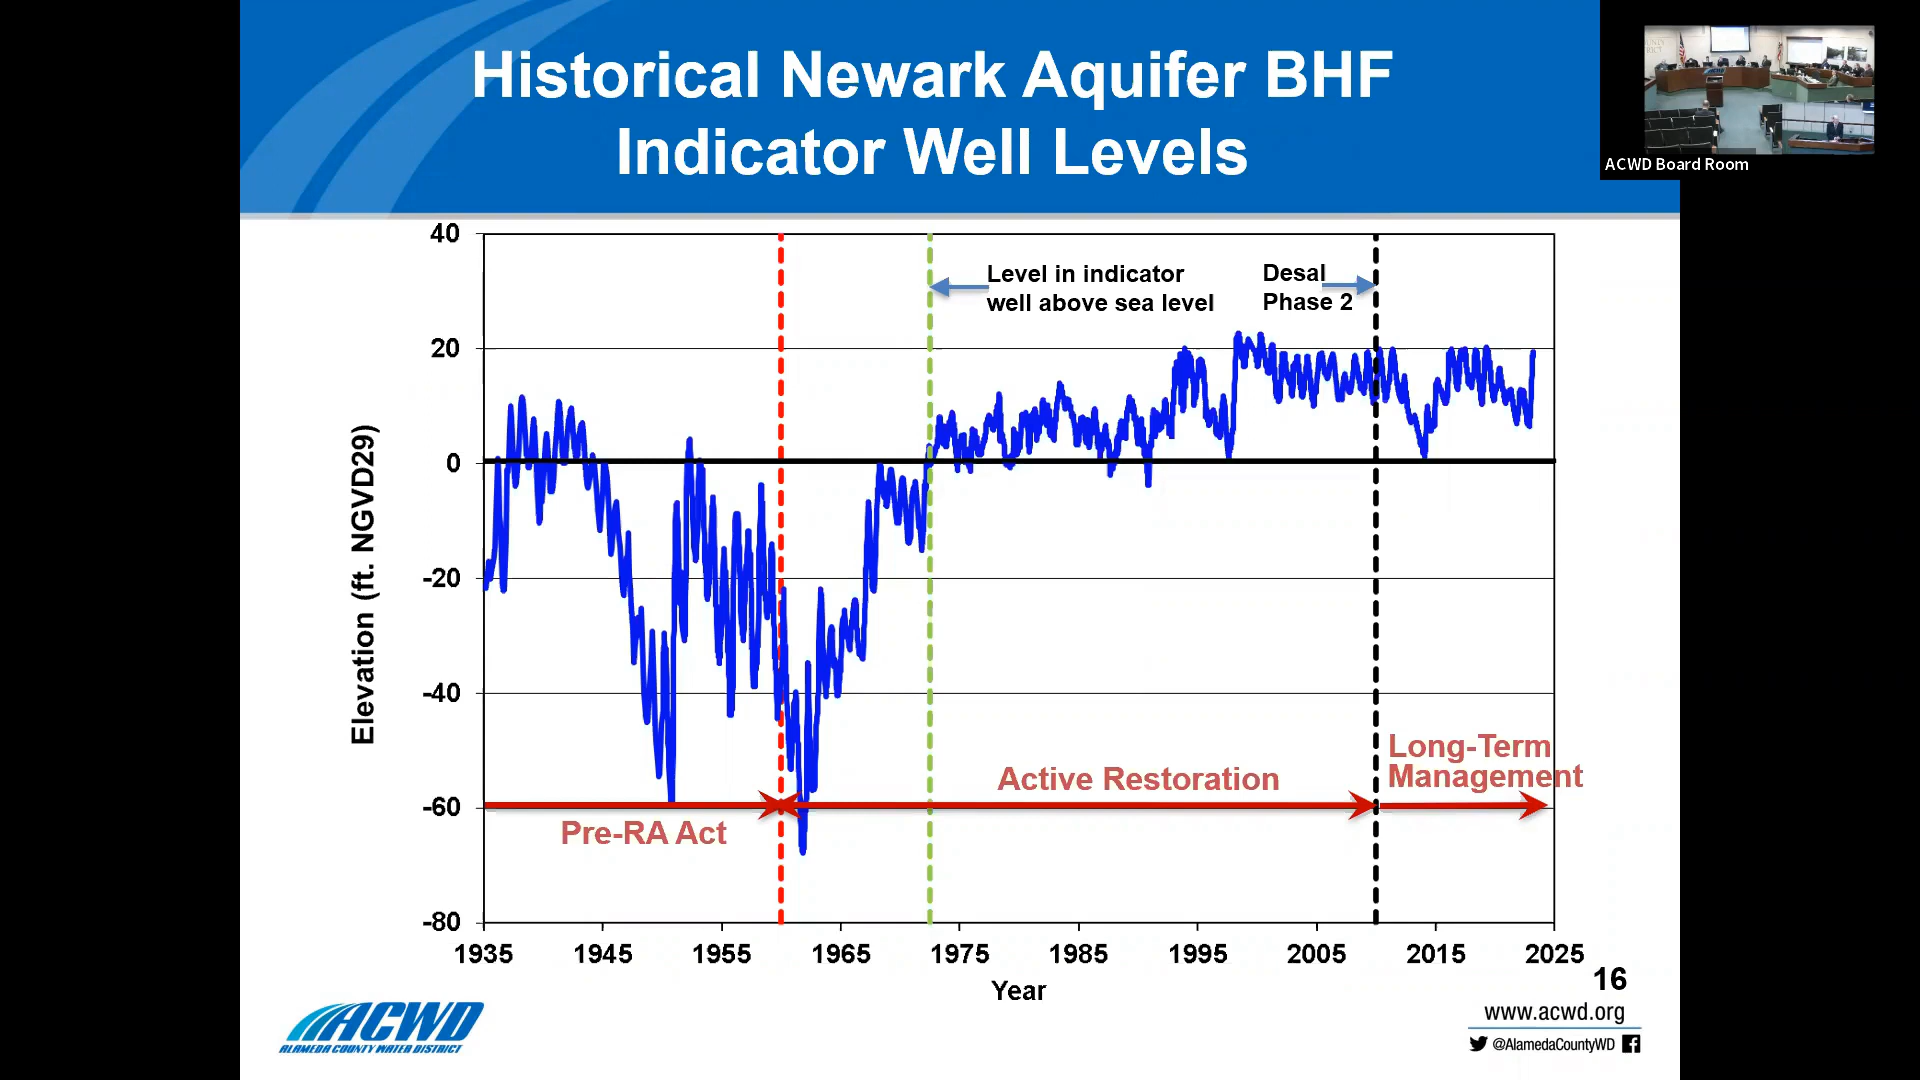 Historical Newark Aquifer BHF
Indicator Well Levels
ACWD Board Room
40
20
0
-20
-40
-60
-80
Elevation (ft. NGVD29)
Level in indicator
well above sea level
Desal
Phase 2
Long-Term
Management
Active Restoration
Pre-RA Act
1935 1945 1955 1965 1975 1985 1995 2005 2015 2025
Year
16
ACWD
ALAMEDA COUNTY WATER DISTRICT
www.acwd.org
@AlamedaCountyWD